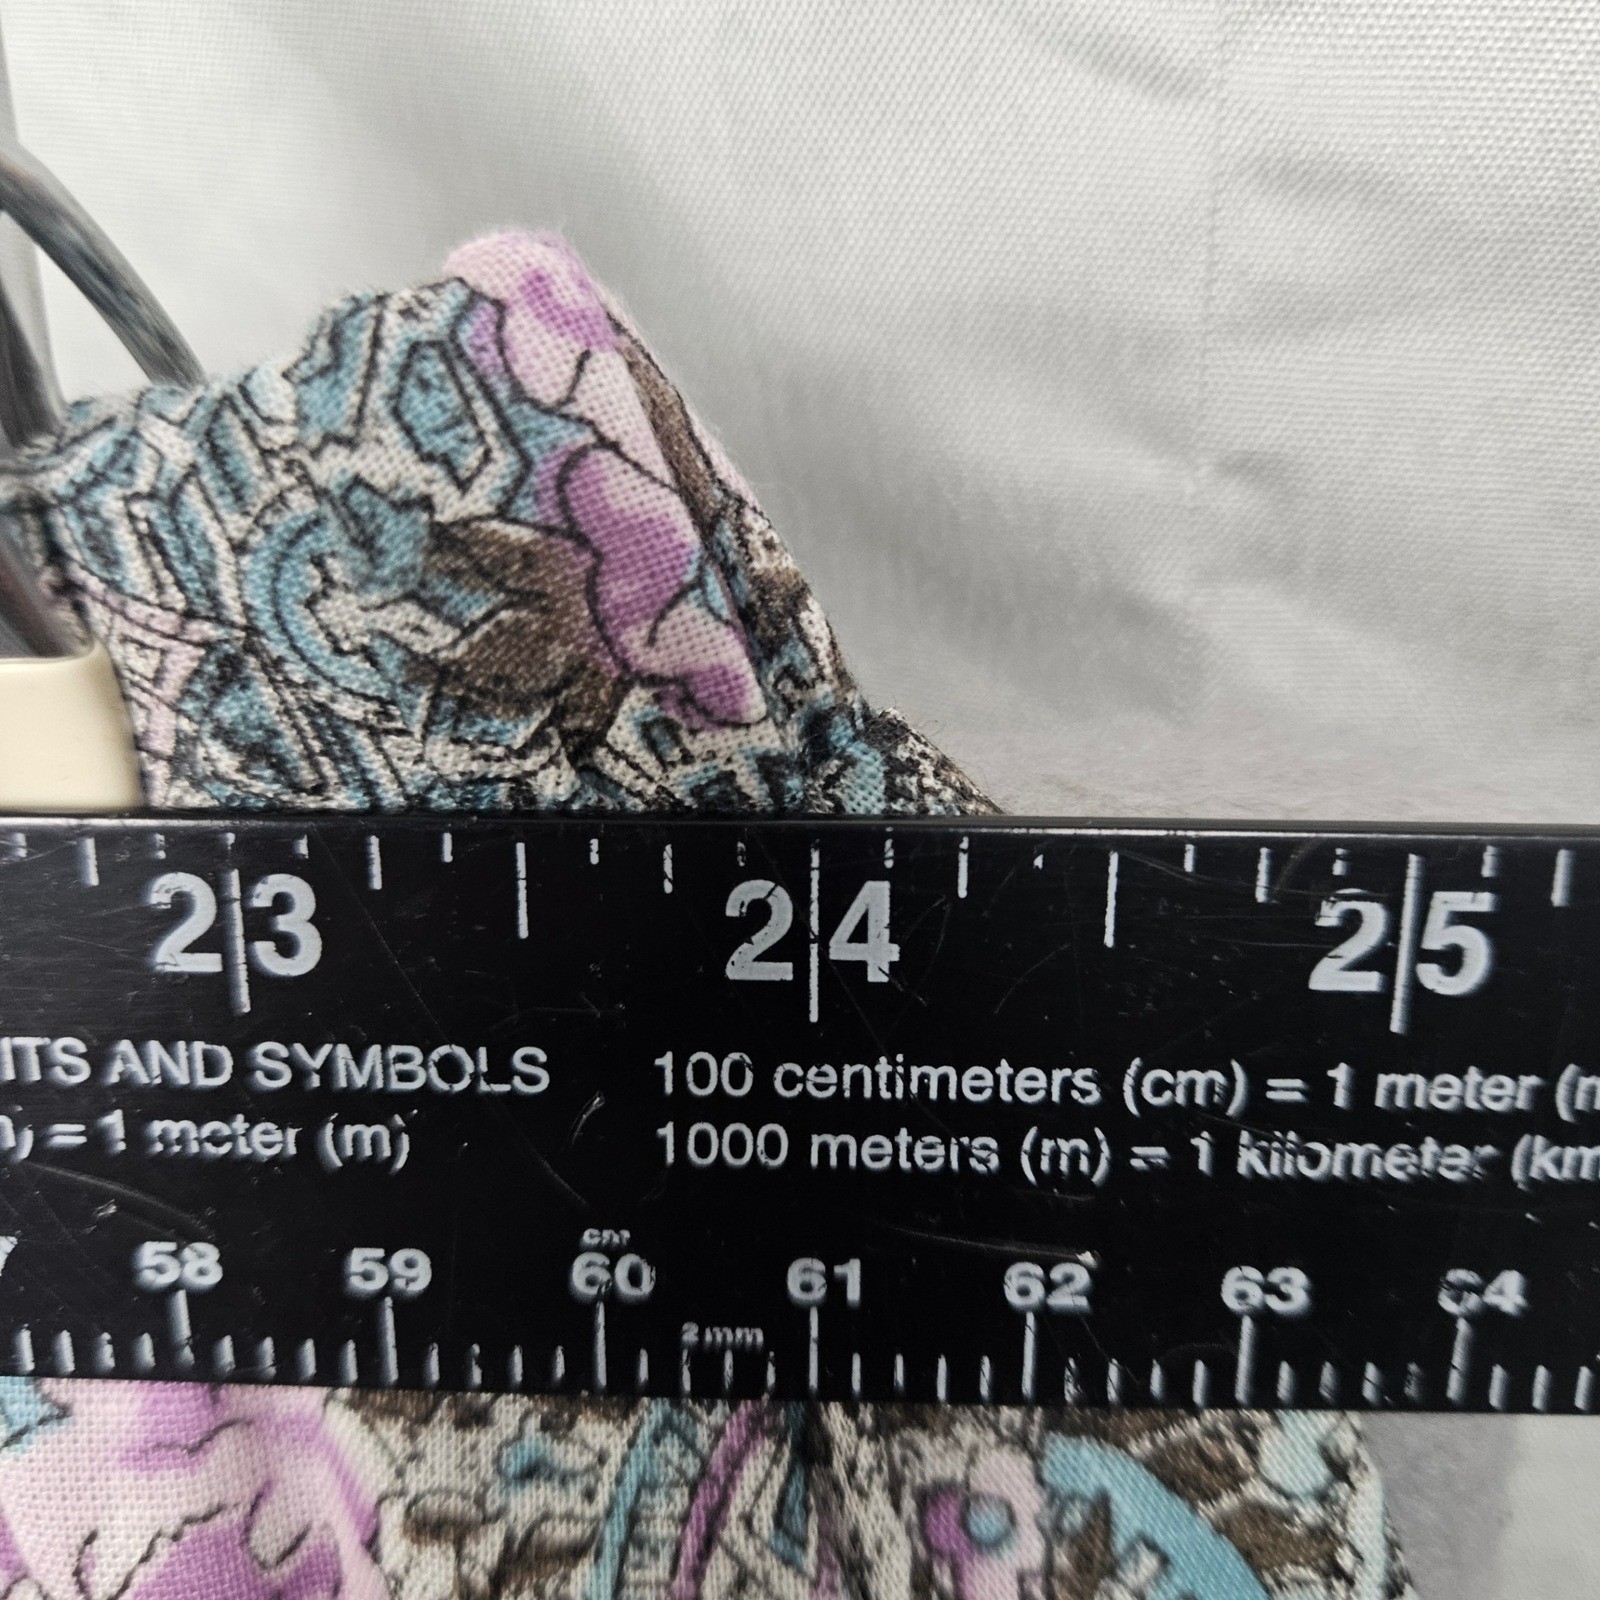 23 24 25
ITS AND SYMBOLS 100 centimeters (cm) = 1 meter (m
) = 1 meter (m) 1000 meters (m) = 1 kilometer (km
cm
58 59 60 61 62 63 64
2 mm